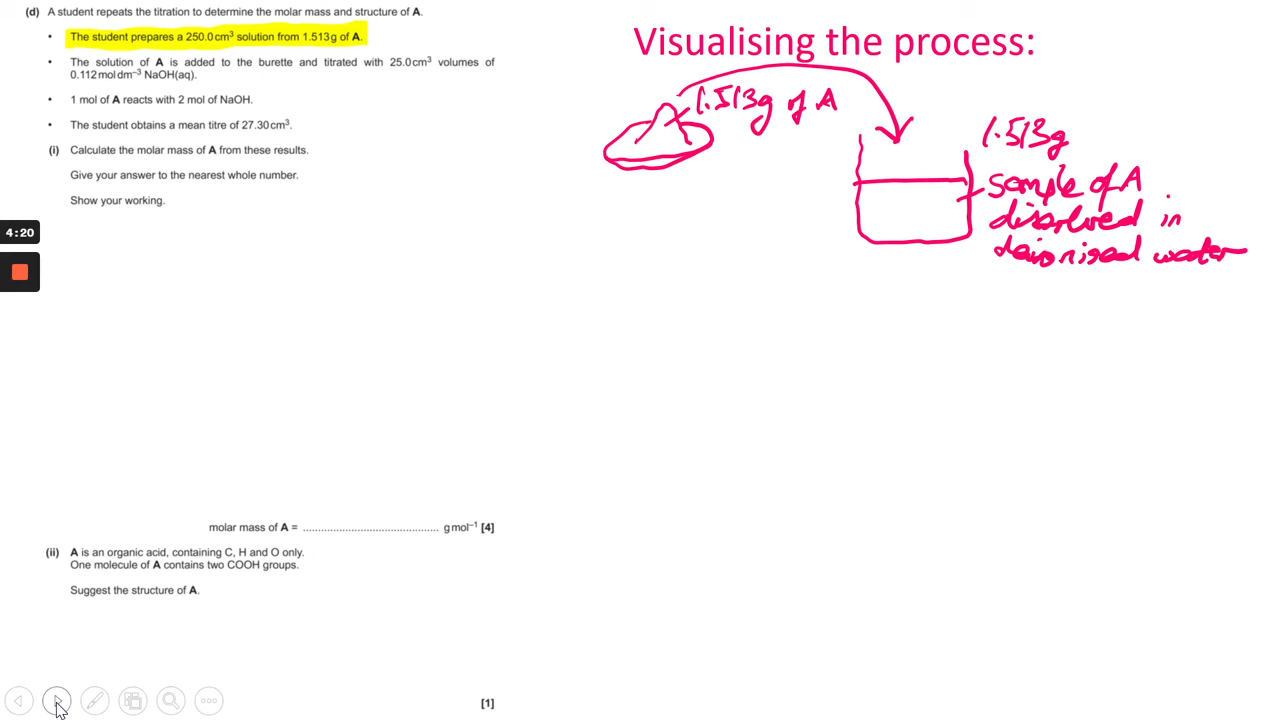 (d) A student repeats the titration to determine the molar mass and structure of A.
• The student prepares a 250.0 cm³ solution from 1.513 g of A.
• The solution of A is added to the burette and titrated with 25.0 cm³ volumes of
0.112 mol dm⁻³ NaOH(aq).
• 1 mol of A reacts with 2 mol of NaOH.
• The student obtains a mean titre of 27.30 cm³.
(i) Calculate the molar mass of A from these results.
Give your answer to the nearest whole number.
Show your working.
4:20
molar mass of A = .............................................. g mol⁻¹ [4]
(ii) A is an organic acid, containing C, H and O only.
One molecule of A contains two COOH groups.
Suggest the structure of A.
[1]
Visualising the process:
1.513g of A
1.513g
sample of A
dissolved in
deionised water